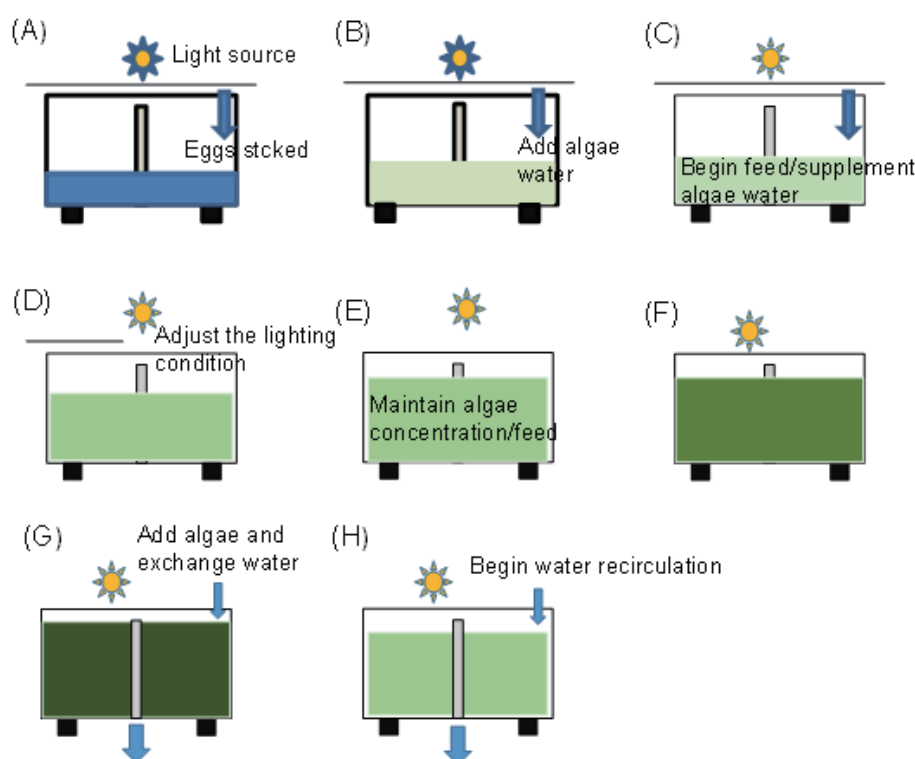 (A)
Light source
Eggs stcked
(B)
Add algae
water
(C)
Begin feed/supplement
algae water
(D)
Adjust the lighting
condition
(E)
Maintain algae
concentration/feed
(F)
(G)
Add algae and
exchange water
(H)
Begin water recirculation